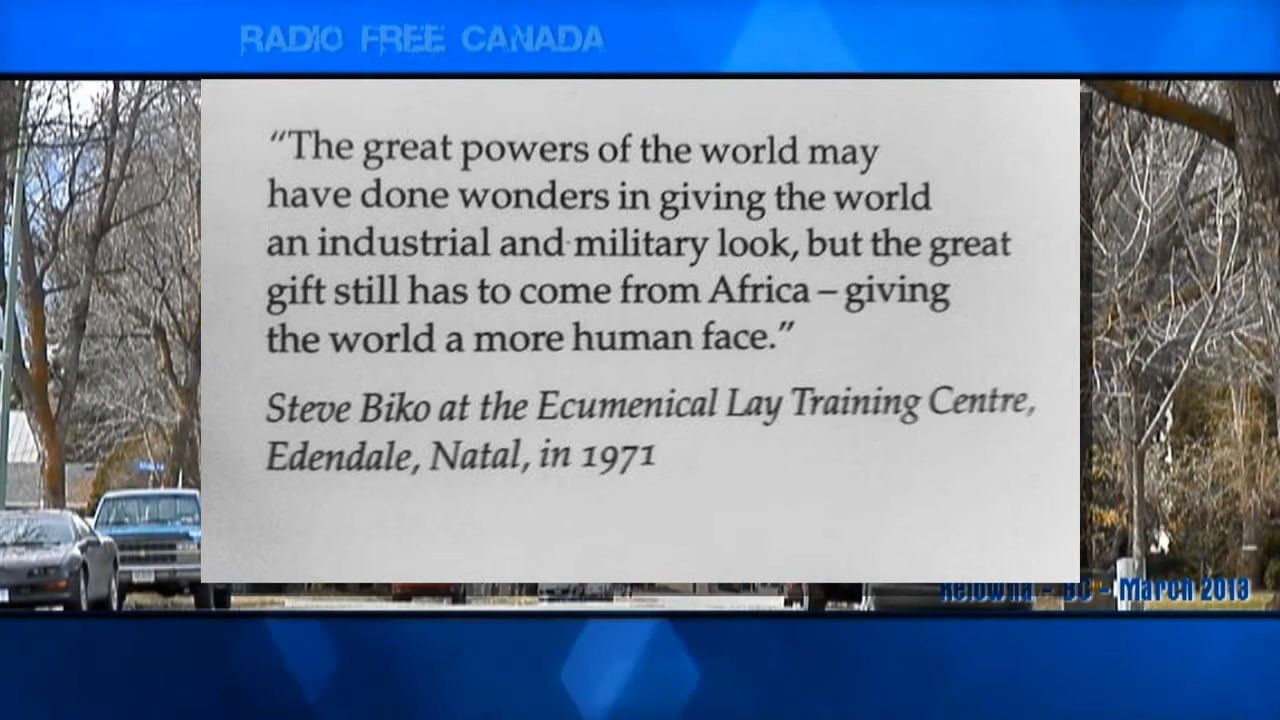 RADIO FREE CANADA
“The great powers of the world may
have done wonders in giving the world
an industrial and military look, but the great
gift still has to come from Africa – giving
the world a more human face.”
Steve Biko at the Ecumenical Lay Training Centre,
Edendale, Natal, in 1971
Kelowna - BC - March 2013